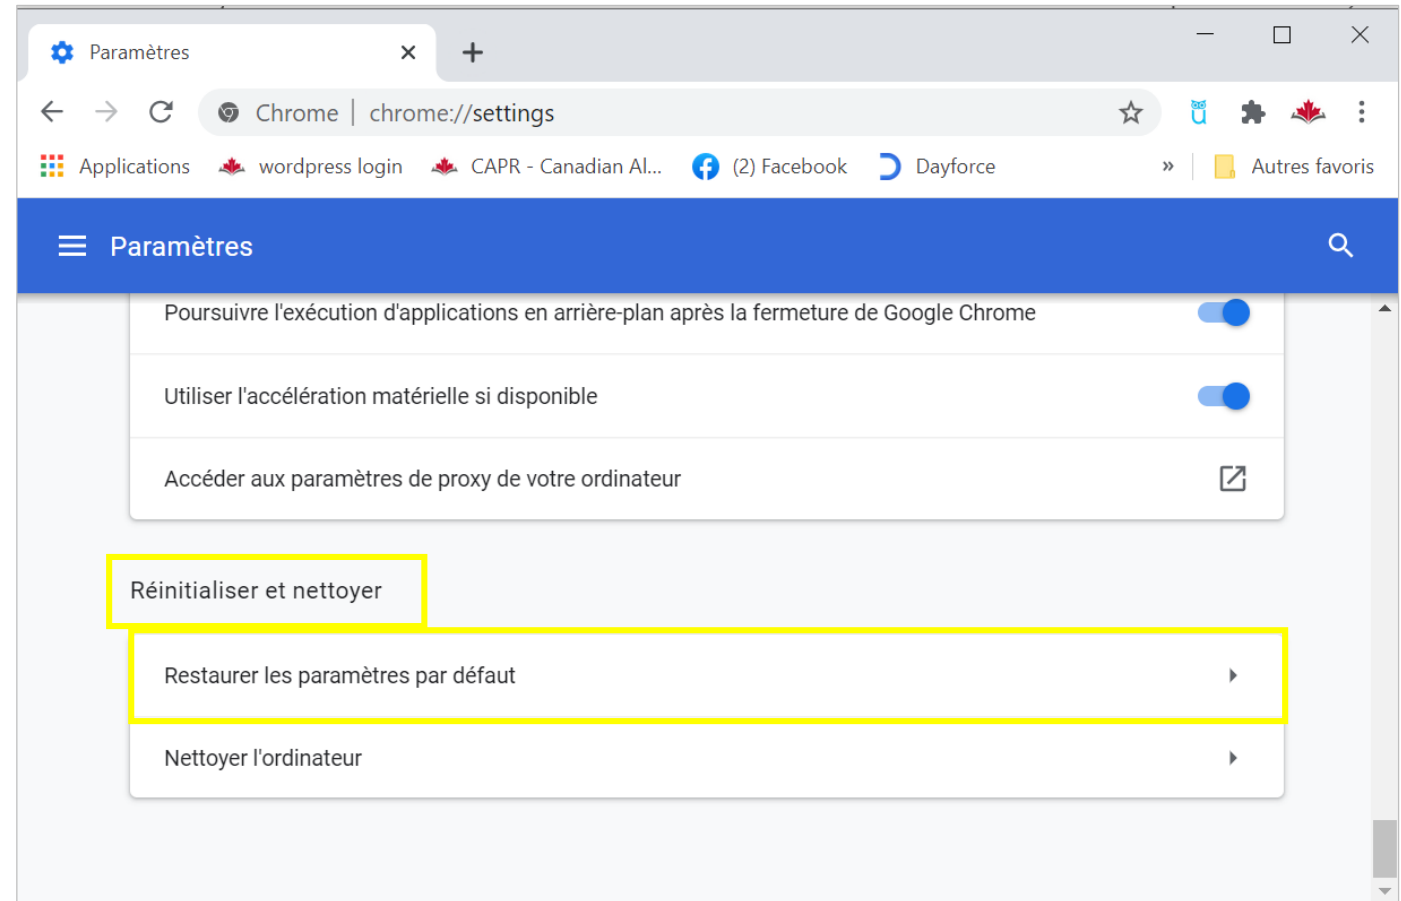 Paramètres
Chrome | chrome://settings
Applications wordpress login CAPR - Canadian Al... (2) Facebook Dayforce » Autres favoris
Paramètres
Poursuivre l'exécution d'applications en arrière-plan après la fermeture de Google Chrome
Utiliser l'accélération matérielle si disponible
Accéder aux paramètres de proxy de votre ordinateur
Réinitialiser et nettoyer
Restaurer les paramètres par défaut
Nettoyer l'ordinateur